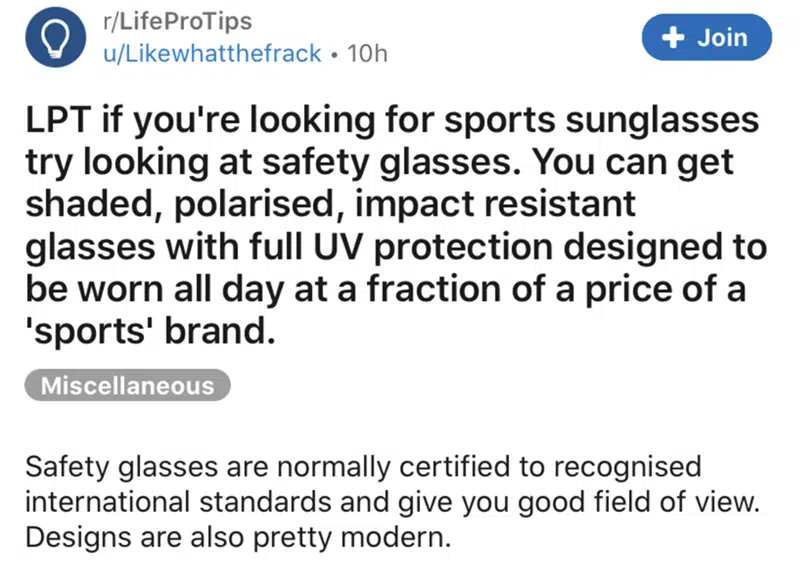 r/LifeProTips
u/Likewhatthefrack • 10h
+ Join
LPT if you're looking for sports sunglasses
try looking at safety glasses. You can get
shaded, polarised, impact resistant
glasses with full UV protection designed to
be worn all day at a fraction of a price of a
'sports' brand.
Miscellaneous
Safety glasses are normally certified to recognised
international standards and give you good field of view.
Designs are also pretty modern.